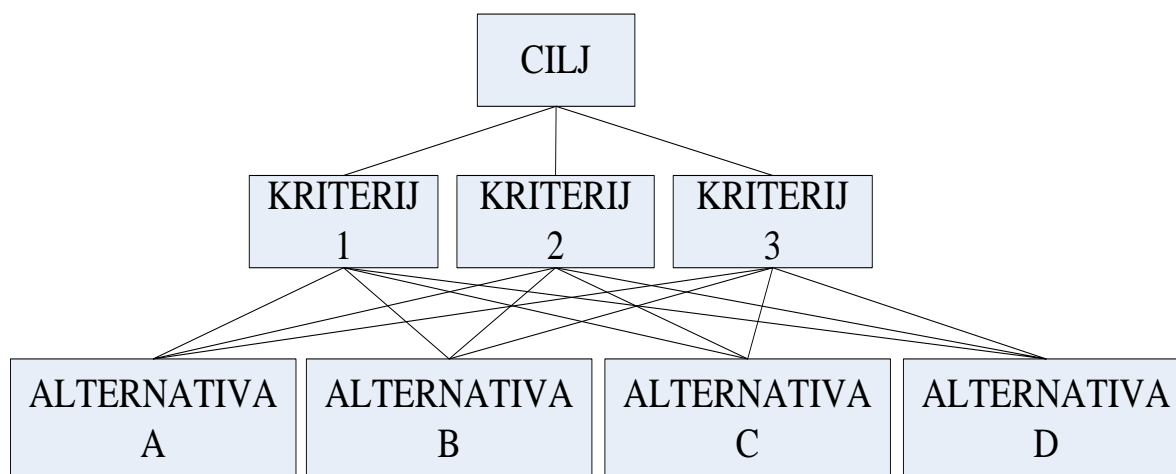 CILJ
KRITERIJ
1
KRITERIJ
2
KRITERIJ
3
ALTERNATIVA
A
ALTERNATIVA
B
ALTERNATIVA
C
ALTERNATIVA
D